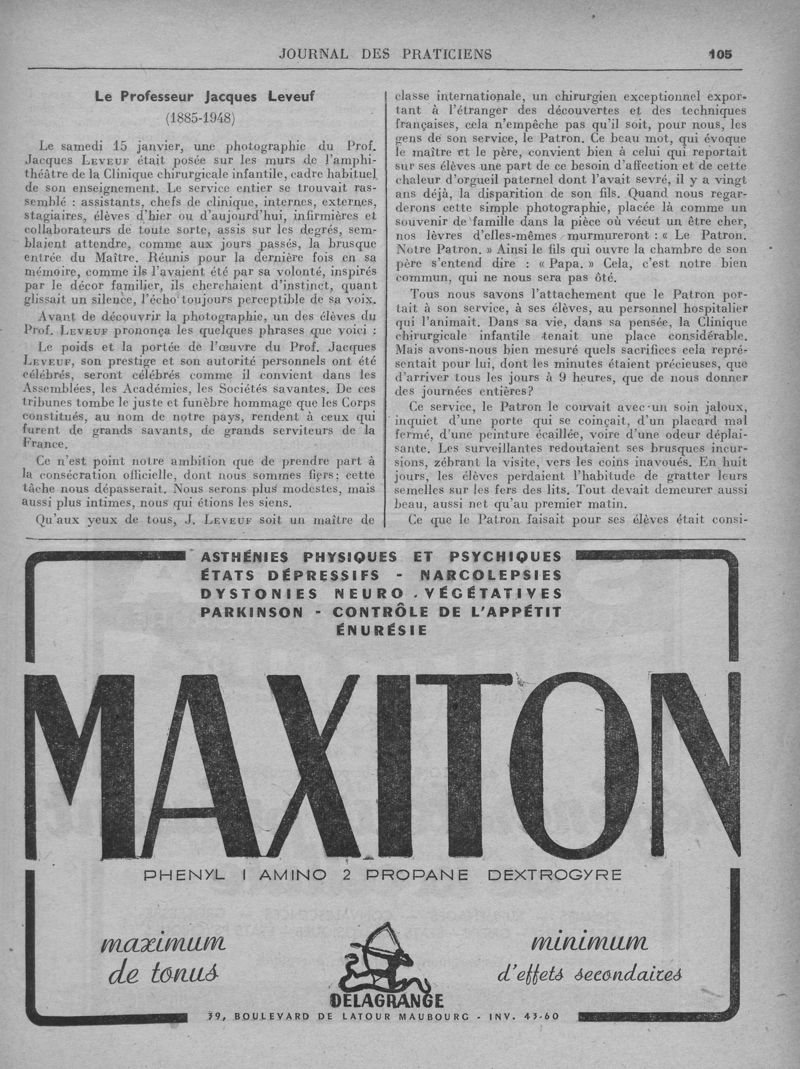 JOURNAL DES PRATICIENS 105
Le Professeur Jacques Leveuf
(1885-1948)
Le samedi 15 janvier, une photographie du Prof.
Jacques LEVEUF était posée sur les murs de l'amphi-
théâtre de la Clinique chirurgicale infantile, cadre habituel
de son enseignement. Le service entier se trouvait ras-
semblé : assistants, chefs de clinique, internes, externes,
stagiaires, élèves d'hier ou d'aujourd'hui, infirmières et
collaborateurs de toute sorte, assis sur les degrés, sem-
blaient attendre, comme aux jours passés, la brusque
entrée du Maître. Réunis pour la dernière fois en sa
mémoire, comme ils l'avaient été par sa volonté, inspirés
par le décor familier, ils cherchaient d'instinct, quant
glissait un silence, l'écho toujours perceptible de sa voix.
Avant de découvrir la photographie, un des élèves du
Prof. LEVEUF prononça les quelques phrases que voici :
Le poids et la portée de l'œuvre du Prof. Jacques
LEVEUF, son prestige et son autorité personnels ont été
célébrés, seront célébrés comme il convient dans les
Assemblées, les Académies, les Sociétés savantes. De ces
tribunes tombe le juste et funèbre hommage que les Corps
constitués, au nom de notre pays, rendent à ceux qui
furent de grands savants, de grands serviteurs de la
France.
Ce n'est point notre ambition que de prendre part à
la consécration officielle, dont nous sommes fiers; cette
tâche nous dépasserait. Nous serons plus modestes, mais
aussi plus intimes, nous qui étions les siens.
Qu'aux yeux de tous, J. LEVEUF soit un maître de
classe internationale, un chirurgien exceptionnel expor-
tant à l'étranger des découvertes et des techniques
françaises, cela n'empêche pas qu'il soit, pour nous, les
gens de son service, le Patron. Ce beau mot, qui évoque
le maître et le père, convient bien à celui qui reportait
sur ses élèves une part de ce besoin d'affection et de cette
chaleur d'orgueil paternel dont l'avait sevré, il y a vingt
ans déjà, la disparition de son fils. Quand nous regar-
derons cette simple photographie, placée là comme un
souvenir de famille dans la pièce où vécut un être cher,
nos lèvres d'elles-mêmes murmureront : « Le Patron.
Notre Patron. » Ainsi le fils qui ouvre la chambre de son
père s'entend dire : « Papa. » Cela, c'est notre bien
commun, qui ne nous sera pas ôté.
Tous nous savons l'attachement que le Patron por-
tait à son service, à ses élèves, au personnel hospitalier
qui l'animait. Dans sa vie, dans sa pensée, la Clinique
chirurgicale infantile tenait une place considérable.
Mais avons-nous bien mesuré quels sacrifices cela repré-
sentait pour lui, dont les minutes étaient précieuses, que
d'arriver tous les jours à 9 heures, que de nous donner
des journées entières?
Ce service, le Patron le couvait avec un soin jaloux,
inquiet d'une porte qui se coinçait, d'un placard mal
fermé, d'une peinture écaillée, voire d'une odeur déplai-
sante. Les surveillantes redoutaient ses brusques incur-
sions, zébrant la visite, vers les coins inavoués. En huit
jours, les élèves perdaient l'habitude de gratter leurs
semelles sur les fers des lits. Tout devait demeurer aussi
beau, aussi net qu'au premier matin.
Ce que le Patron faisait pour ses élèves était consi-
ASTHÉNIES PHYSIQUES ET PSYCHIQUES
ÉTATS DÉPRESSIFS - NARCOLEPSIES
DYSTONIES NEURO-VÉGÉTATIVES
PARKINSON - CONTRÔLE DE L'APPÉTIT
ÉNURÉSIE
MAXITON
PHENYL 1 AMINO 2 PROPANE DEXTROGYRE
maximum
de tonus
minimum
d'effets secondaires
DELAGRANGE
39, BOULEVARD DE LATOUR MAUBOURG - INV. 45-60